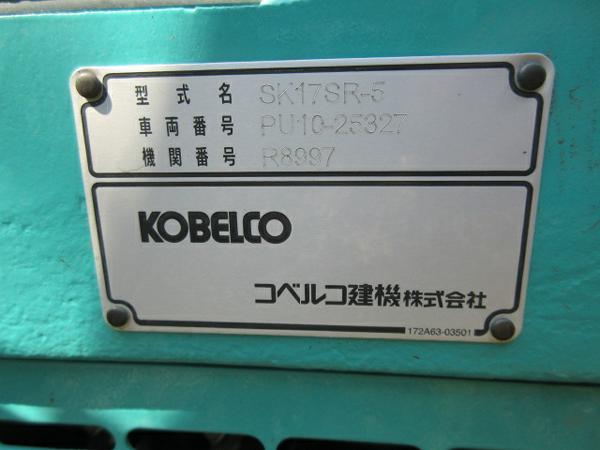 型式名 SK17SR-5
車両番号 PU10-25327
機関番号 R8997
KOBELCO
コベルコ建機株式会社
172A63-03501